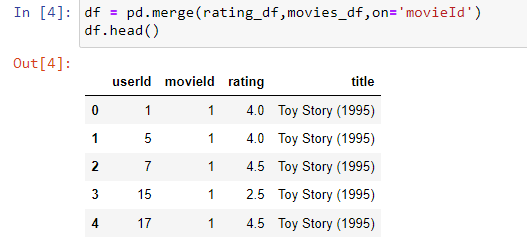 In [4]: df = pd.merge(rating_df,movies_df,on='movieId')
df.head()
Out[4]:
userId movieId rating title
0 1 1 4.0 Toy Story (1995)
1 5 1 4.0 Toy Story (1995)
2 7 1 4.5 Toy Story (1995)
3 15 1 2.5 Toy Story (1995)
4 17 1 4.5 Toy Story (1995)